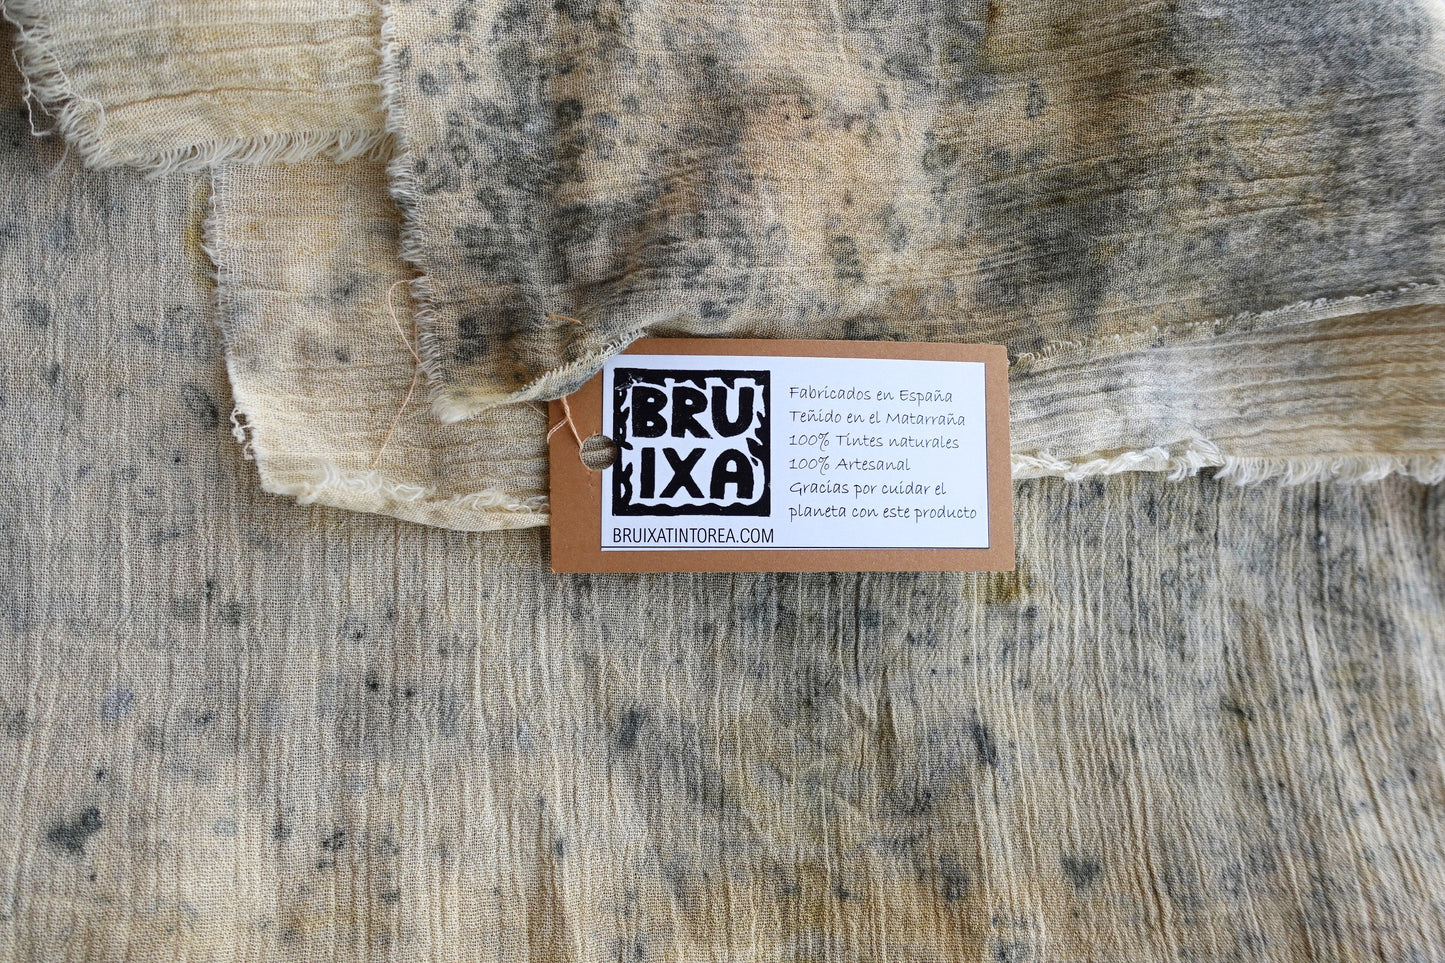 BRU
IXA
BRUIXATINTOREA.COM
Fabricados en España
Teñido en el Matarraña
100% Tintes naturales
100% Artesanal
Gracias por cuidar el
planeta con este producto